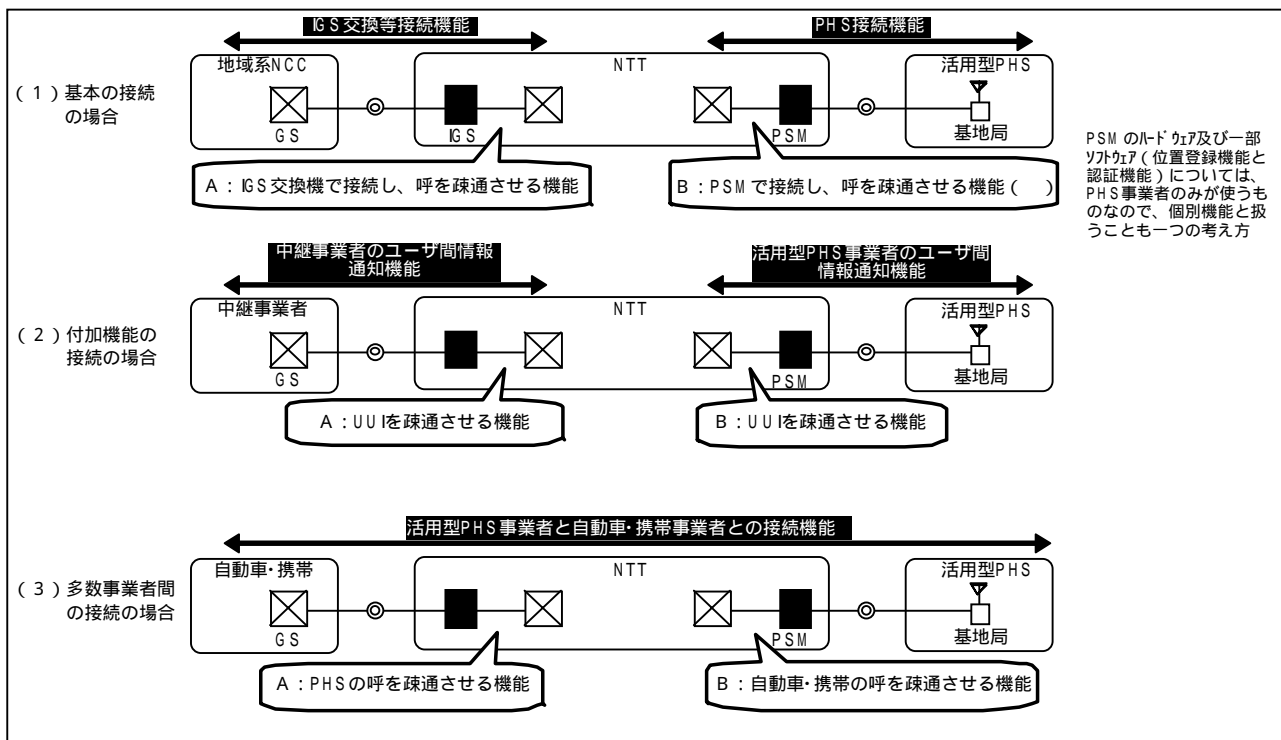 IGS交換等接続機能
PHS接続機能
(1)基本の接続
の場合
地域系NCC
NTT
活用型PHS
GS
IGS
PSM
基地局
A:IGS交換機で接続し、呼を疎通させる機能
B:PSMで接続し、呼を疎通させる機能( )
PSMのハードウェア及び一部
ソフトウェア(位置登録機能と
認証機能)については、
PHS事業者のみが使うも
のなので、個別機能と扱
うことも一つの考え方
中継事業者のユーザ間情報
通知機能
活用型PHS事業者のユーザ間
情報通知機能
(2)付加機能の
接続の場合
中継事業者
NTT
活用型PHS
GS
PSM
基地局
A:UUIを疎通させる機能
B:UUIを疎通させる機能
活用型PHS事業者と自動車・携帯事業者との接続機能
(3)多数事業者間
の接続の場合
自動車・携帯
NTT
活用型PHS
GS
PSM
基地局
A:PHSの呼を疎通させる機能
B:自動車・携帯の呼を疎通させる機能